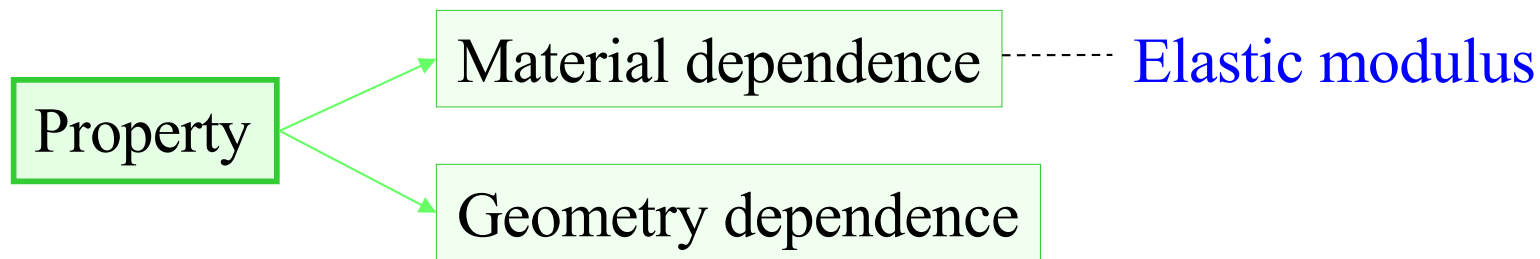 Material dependence
Elastic modulus
Property
Geometry dependence